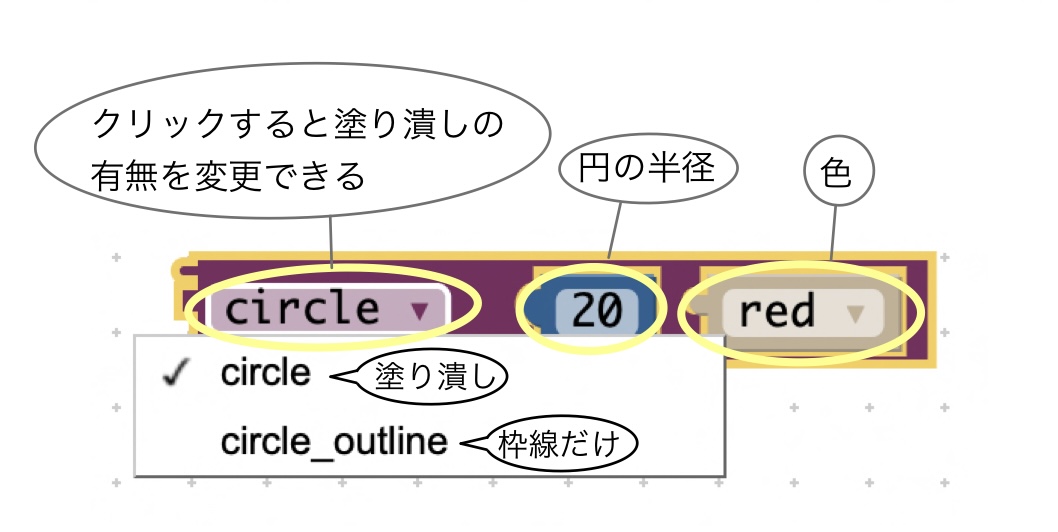 クリックすると塗り潰しの
有無を変更できる
円の半径
色
circle ▼
20
red ▼
✓ circle
塗り潰し
circle_outline
枠線だけ